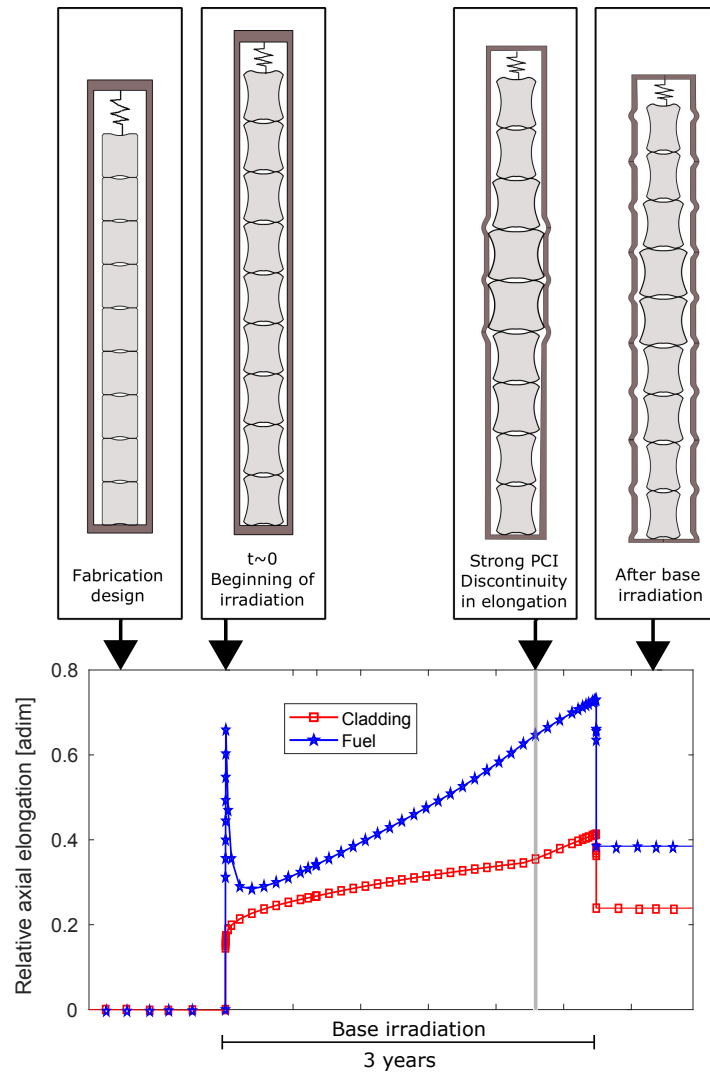 Fabrication
design
t~0
Beginning of
irradiation
Strong PCI
Discontinuity
in elongation
After base
irradiation
Relative axial elongation [adim]
0.8
0.6
0.4
0.2
0
Cladding
Fuel
Base irradiation
3 years